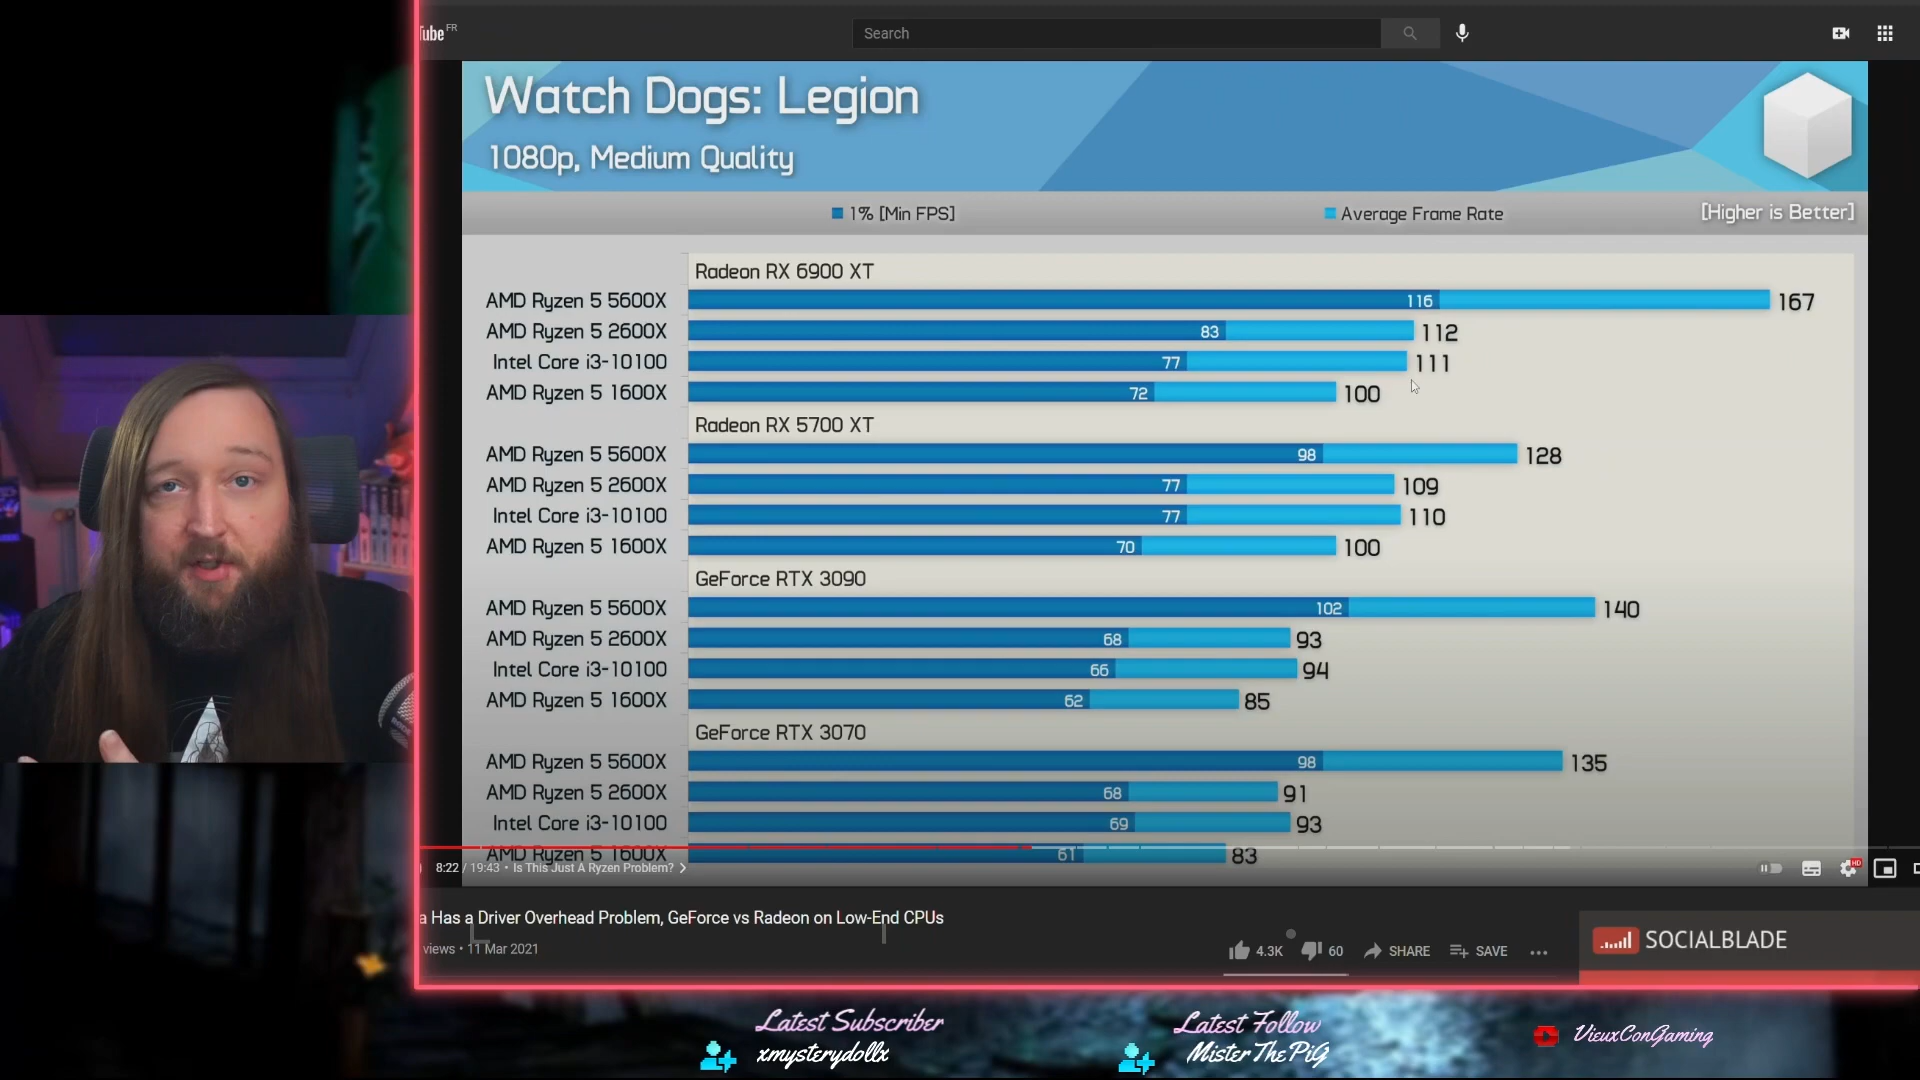 Tube FR
Search
Watch Dogs: Legion
1080p, Medium Quality
1% [Min FPS]
Average Frame Rate
[Higher is Better]
Radeon RX 6900 XT
AMD Ryzen 5 5600X 116 167
AMD Ryzen 5 2600X 83 112
Intel Core i3-10100 77 111
AMD Ryzen 5 1600X 72 100
Radeon RX 5700 XT
AMD Ryzen 5 5600X 98 128
AMD Ryzen 5 2600X 77 109
Intel Core i3-10100 77 110
AMD Ryzen 5 1600X 70 100
GeForce RTX 3090
AMD Ryzen 5 5600X 102 140
AMD Ryzen 5 2600X 68 93
Intel Core i3-10100 66 94
AMD Ryzen 5 1600X 62 85
GeForce RTX 3070
AMD Ryzen 5 5600X 98 135
AMD Ryzen 5 2600X 68 91
Intel Core i3-10100 69 93
AMD Ryzen 5 1600X 61 83
8:22 / 19:43 • Is This Just A Ryzen Problem?
HD
a Has a Driver Overhead Problem, GeForce vs Radeon on Low-End CPUs
views • 11 Mar 2021
4.3K
60
SHARE
SAVE
SOCIALBLADE
Latest Subscriber
xmysterydollx
Latest Follow
MisterThePiG
VieuxConGaming